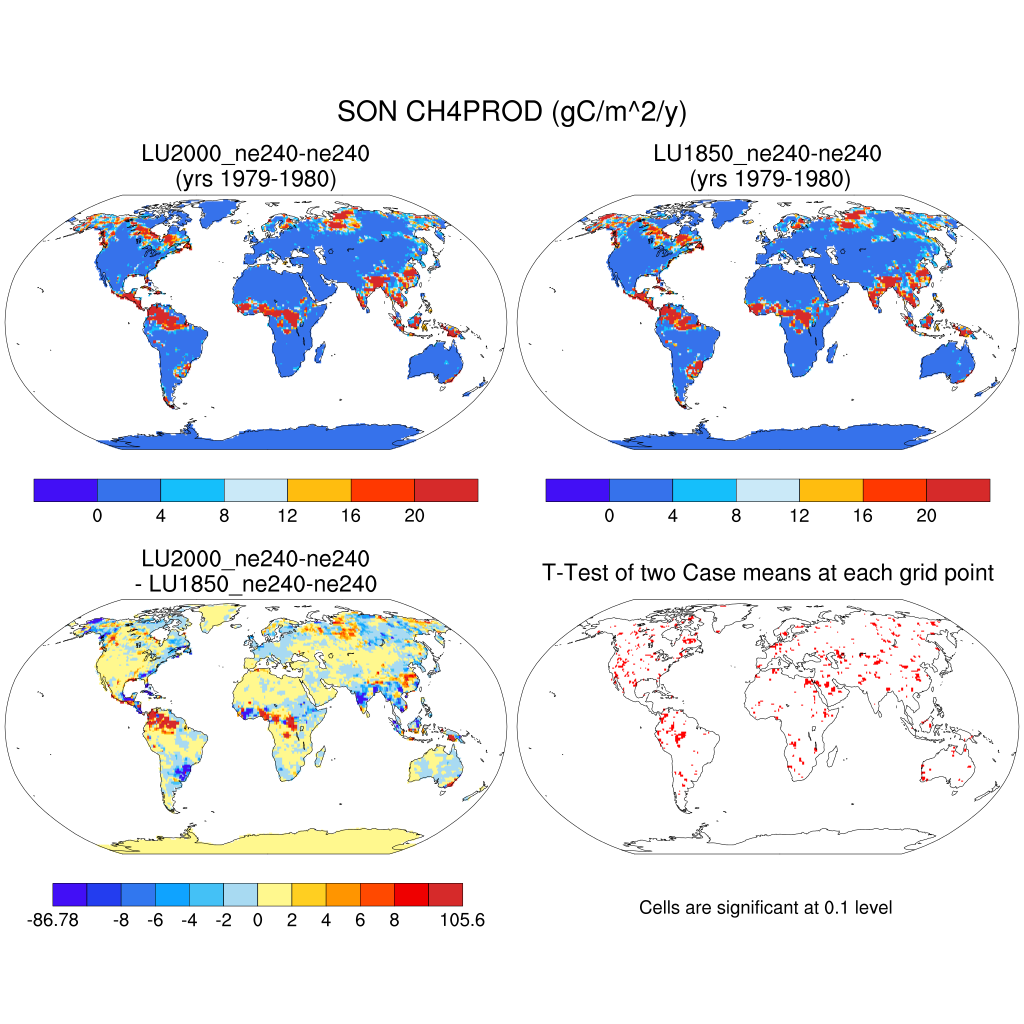 SON CH4PROD (gC/m^2/y)
LU2000_ne240-ne240
(yrs 1979-1980)
LU1850_ne240-ne240
(yrs 1979-1980)
0 4 8 12 16 20
0 4 8 12 16 20
LU2000_ne240-ne240
- LU1850_ne240-ne240
T-Test of two Case means at each grid point
-86.78 -8 -6 -4 -2 0 2 4 6 8 105.6
Cells are significant at 0.1 level